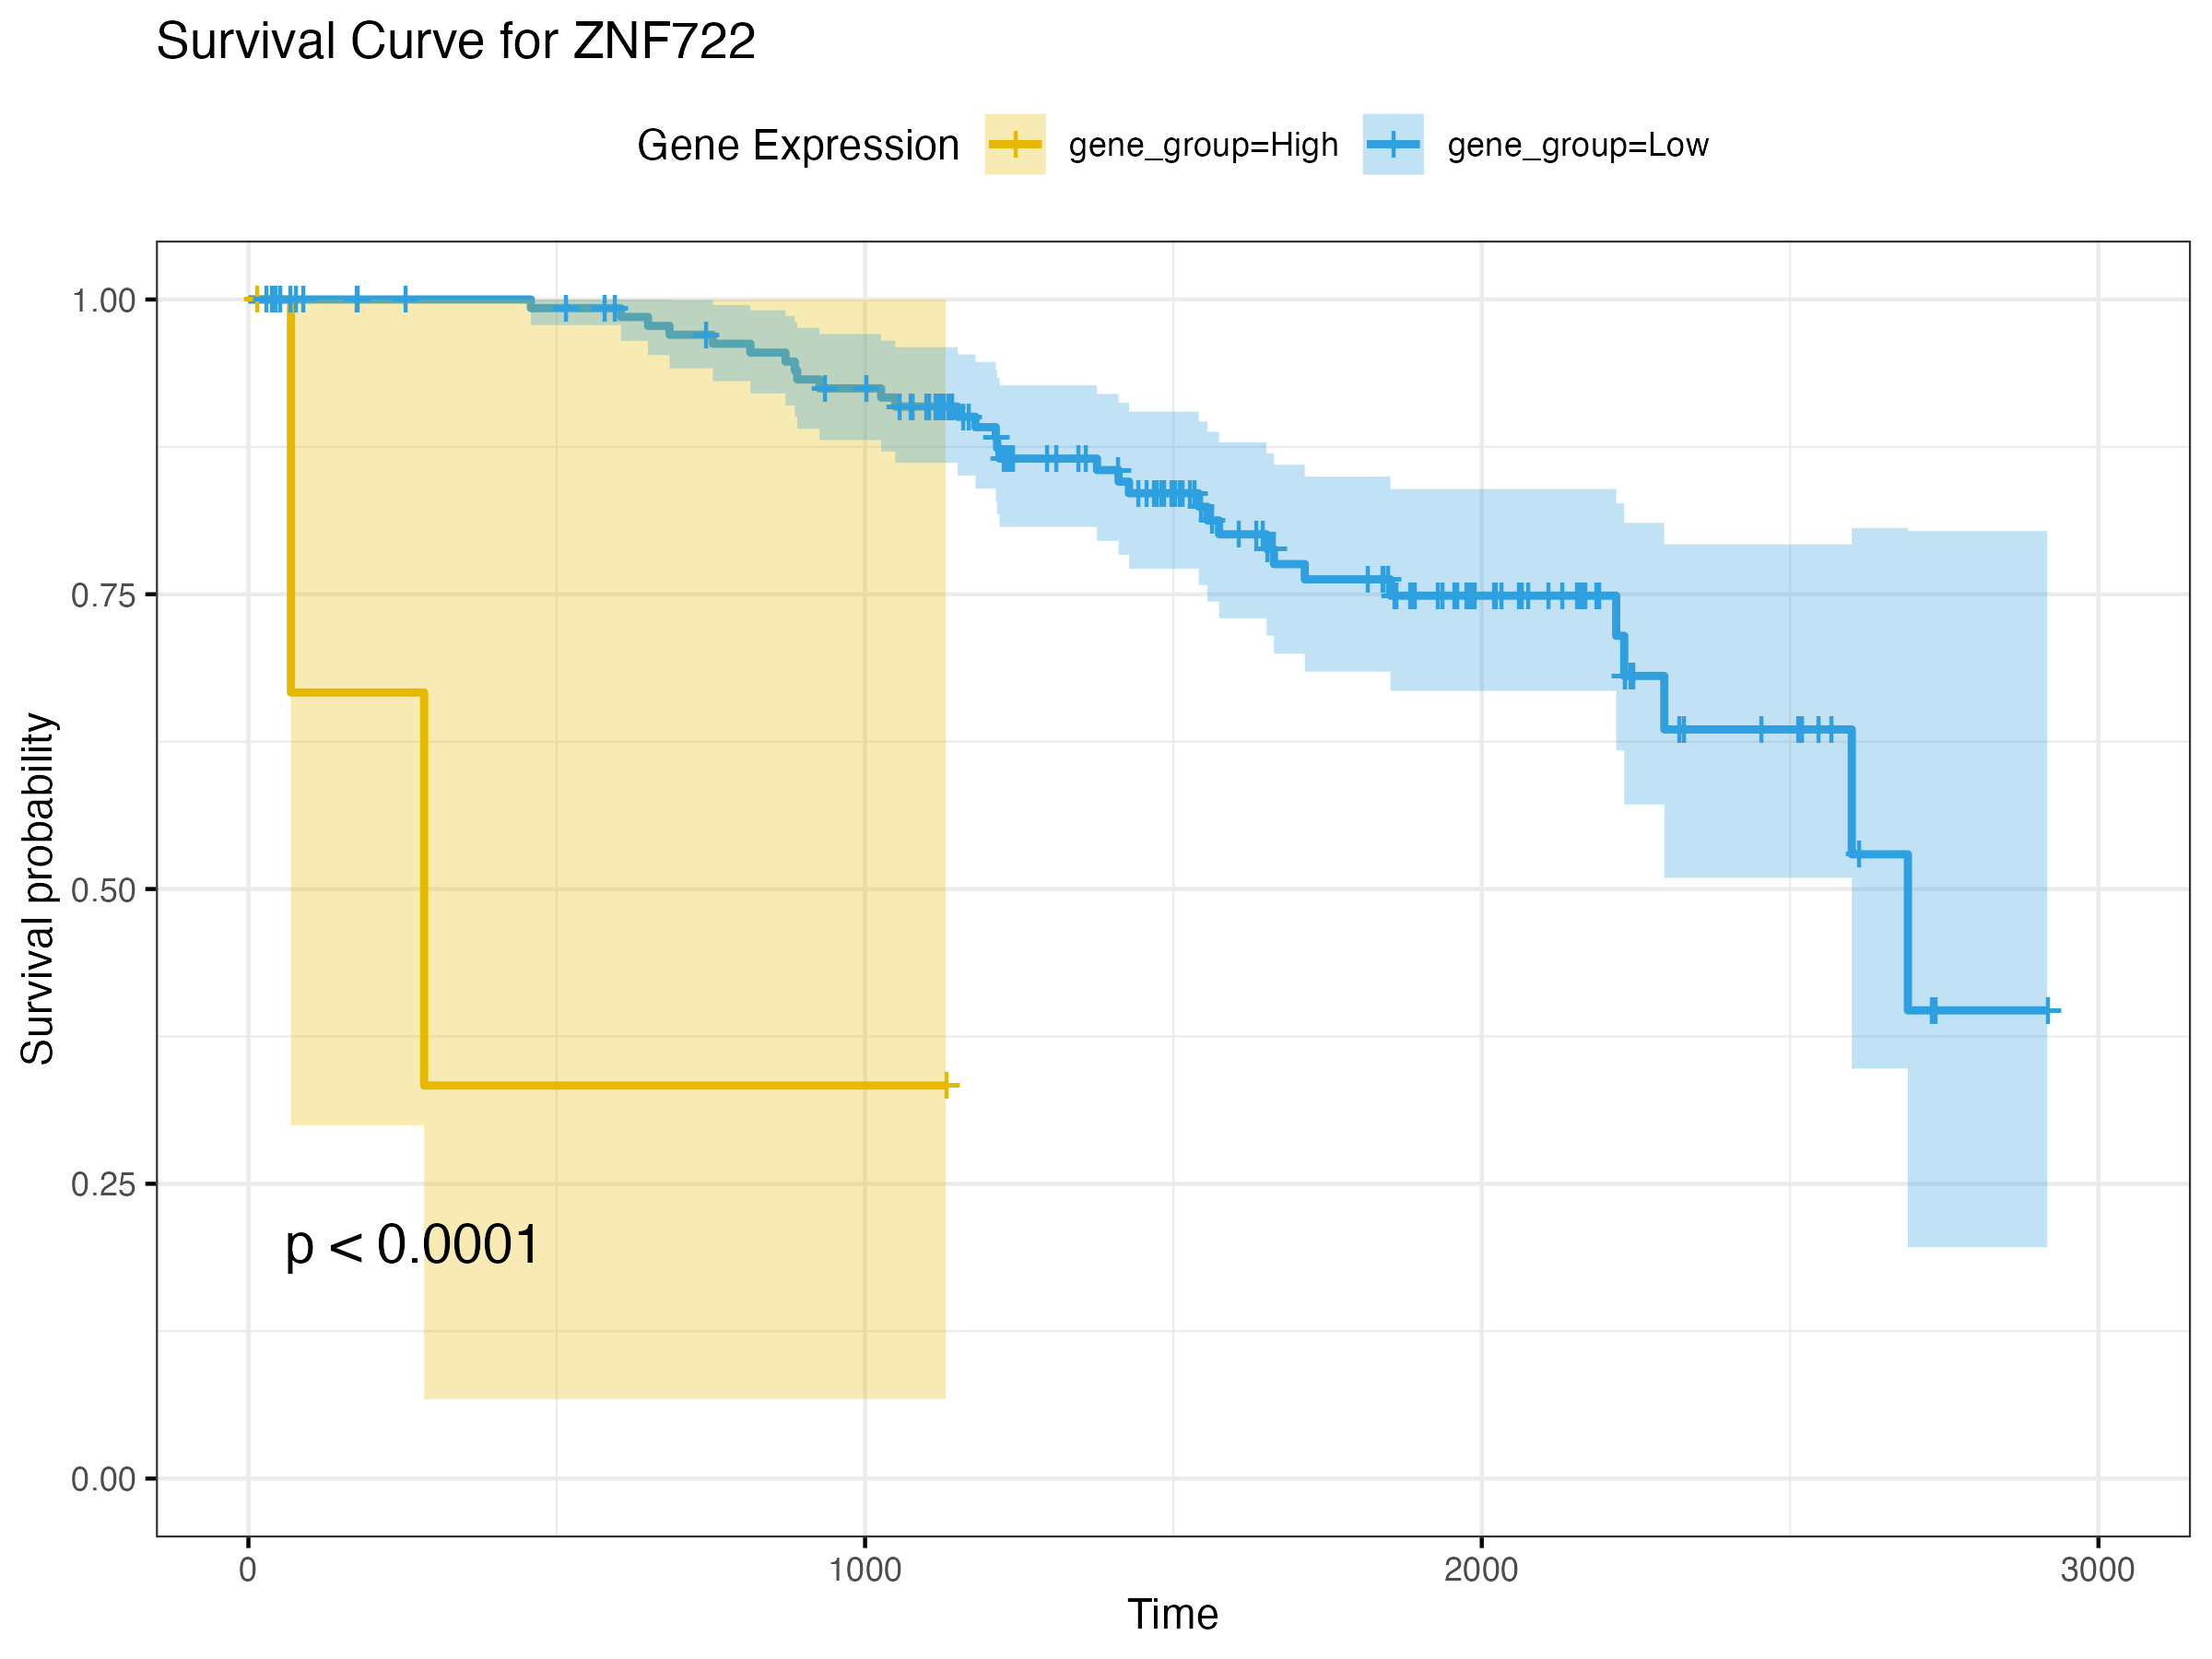 Survival Curve for ZNF722
Gene Expression gene_group=High gene_group=Low
1.00
0.75
0.50
0.25
0.00
Survival probability
p < 0.0001
0 1000 2000 3000
Time